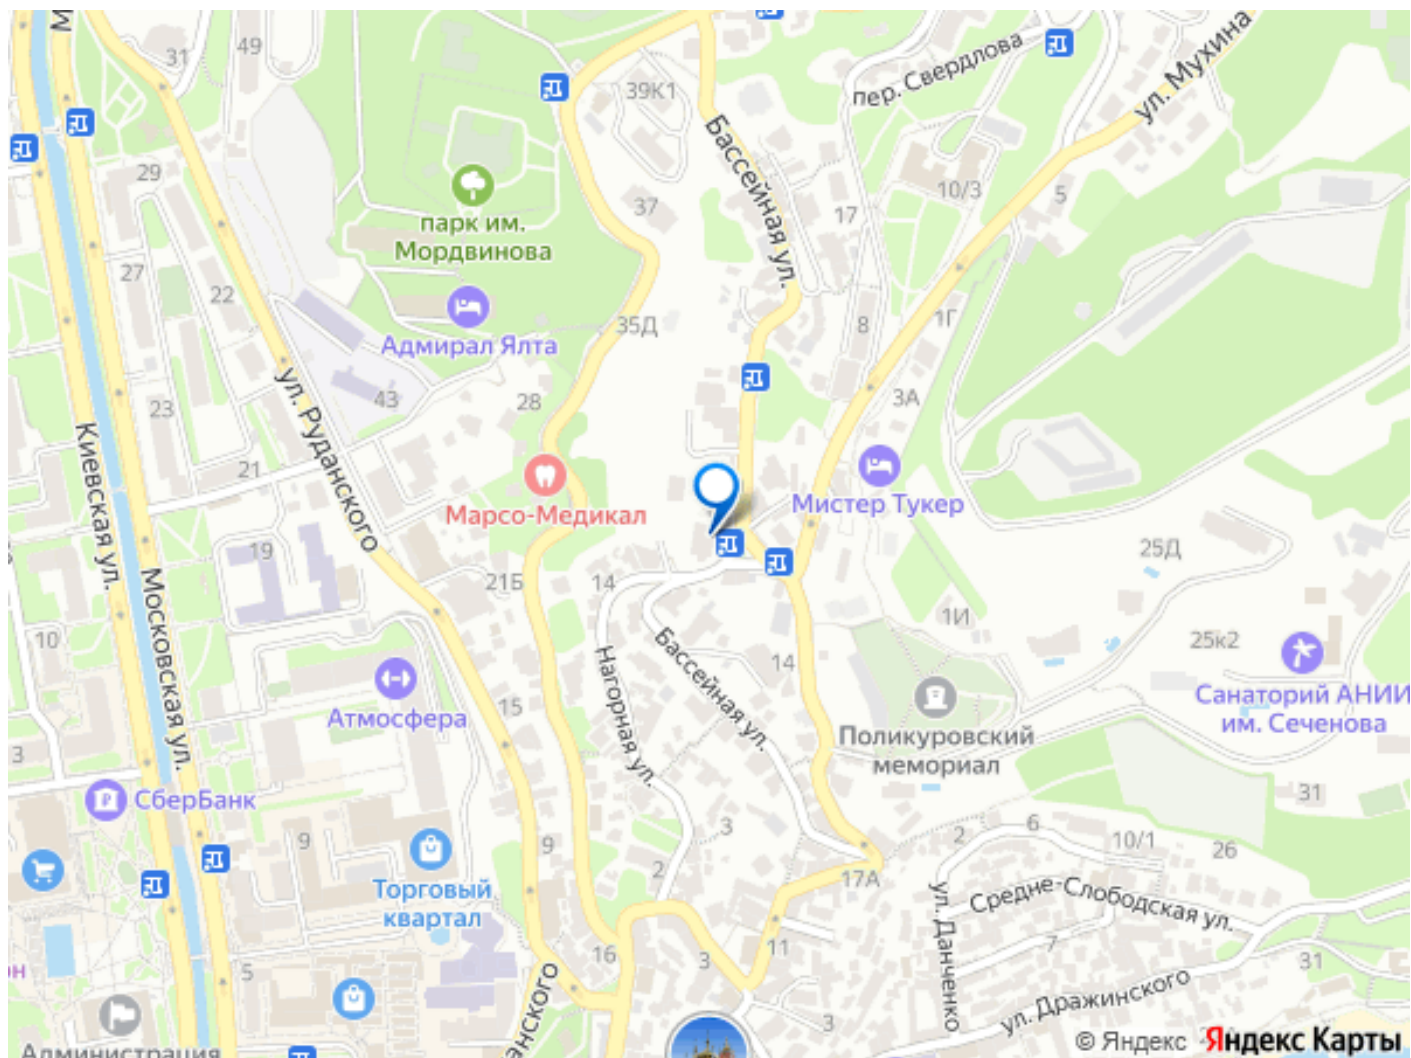 31
49
39К1
пер. Свердлова
ул. Мухина
Бассейная ул.
29
37
17
10/3
5
парк им.
Мордвинова
27
22
35Д
8
1Г
Адмирал Ялта
43
28
3А
23
ул. Руданского
Киевская ул.
21
Марсо-Медикал
Мистер Тукер
19
25Д
21Б
14
Московская ул.
1И
10
25к2
14
Бассейная ул.
Нагорная ул.
Санаторий АНИИ
им. Сеченова
Атмосфера
15
Поликуровский
мемориал
3
СберБанк
31
9
9
3
2
2
6
10/1
26
17А
Торговый
квартал
Средне-Слободская ул.
ул. Данченко
7
11
16
3
5
31
ул. Дражинского
3
он
анского
Администрация
© Яндекс
Яндекс Карты